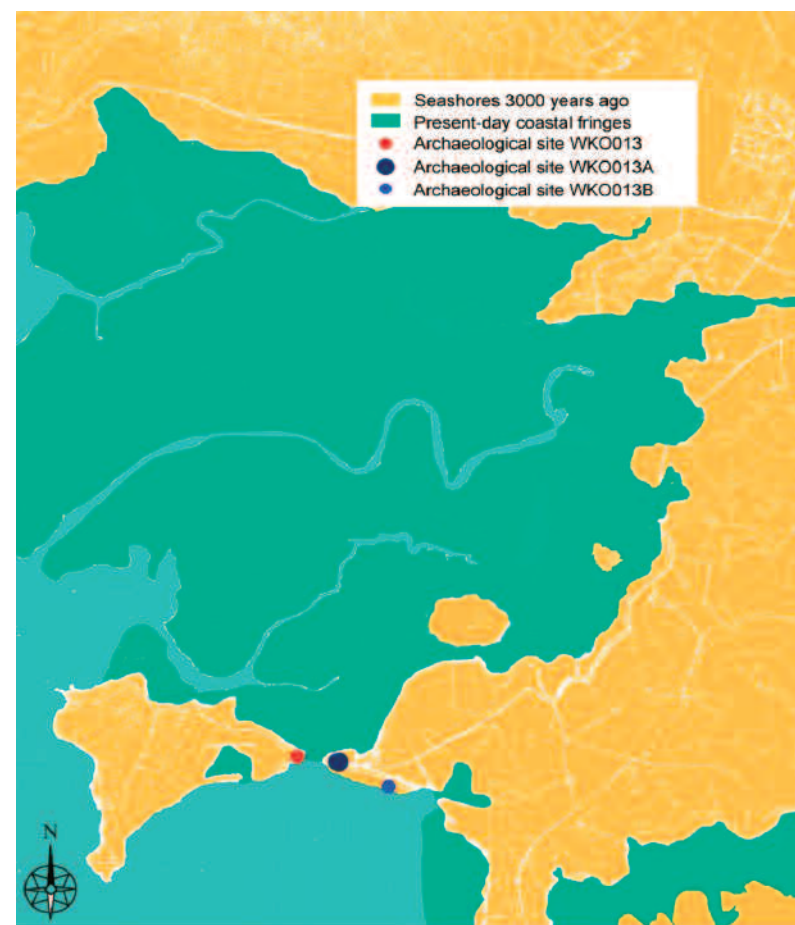 Seashores 3000 years ago
Present-day coastal fringes
Archaeological site WKO013
Archaeological site WKO013A
Archaeological site WKO013B
N